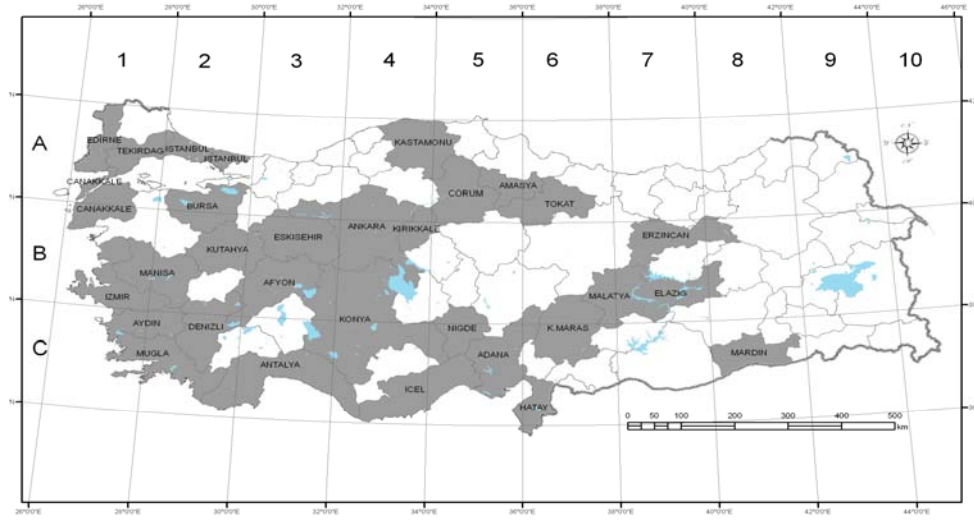 26°0'0"E 28°0'0"E 30°0'0"E 32°0'0"E 34°0'0"E 36°0'0"E 38°0'0"E 40°0'0"E 42°0'0"E 44°0'0"E 46°0'0"E
1 2 3 4 5 6 7 8 9 10
A
B
C
EDIRNE
TEKIRDAG
ISTANBUL
ISTANBUL
KASTAMONU
CANAKKALE
CANAKKALE
BURSA
CORUM
AMASYA
TOKAT
ESKISEHIR
ANKARA
KIRIKKALE
ERZINCAN
KUTAHYA
MANISA
AFYON
IZMIR
MALATYA
ELAZIG
AYDIN
DENIZLI
KONYA
NIGDE
K.MARAS
MUGLA
ANTALYA
ADANA
MARDIN
ICEL
HATAY
0 50 100 200 300 400 500
km
26°0'0"E 28°0'0"E 30°0'0"E 32°0'0"E 34°0'0"E 36°0'0"E 38°0'0"E 40°0'0"E 42°0'0"E 44°0'0"E